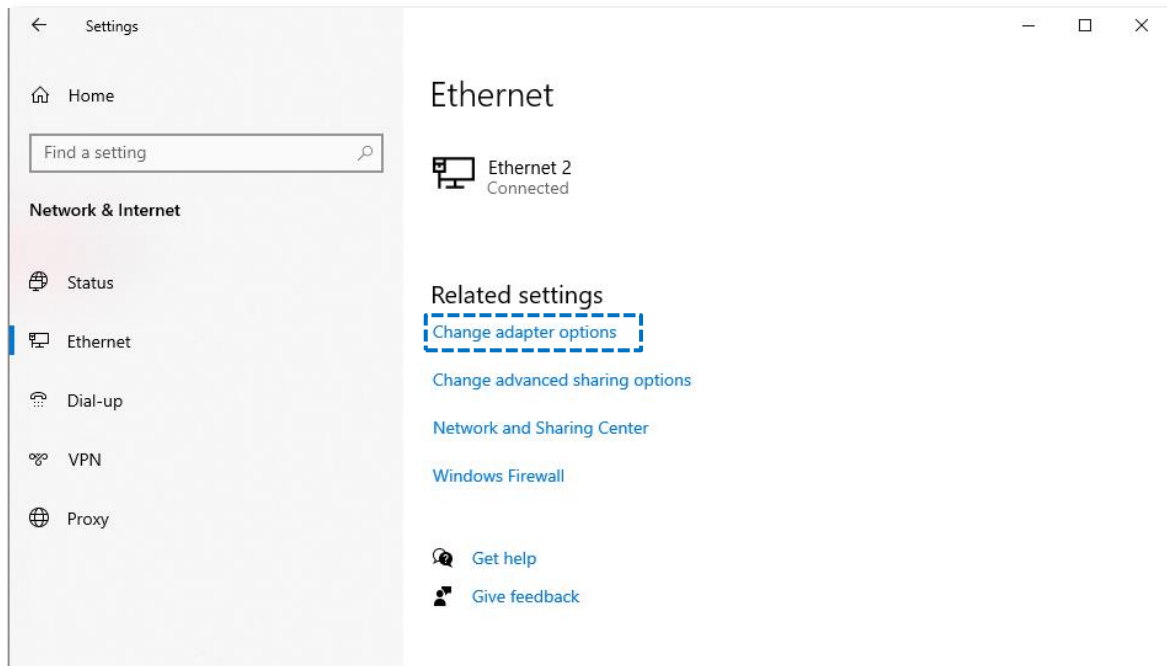 Settings
Home
Find a setting
Network & Internet
Status
Ethernet
Dial-up
VPN
Proxy
Ethernet
Ethernet 2
Connected
Related settings
Change adapter options
Change advanced sharing options
Network and Sharing Center
Windows Firewall
Get help
Give feedback